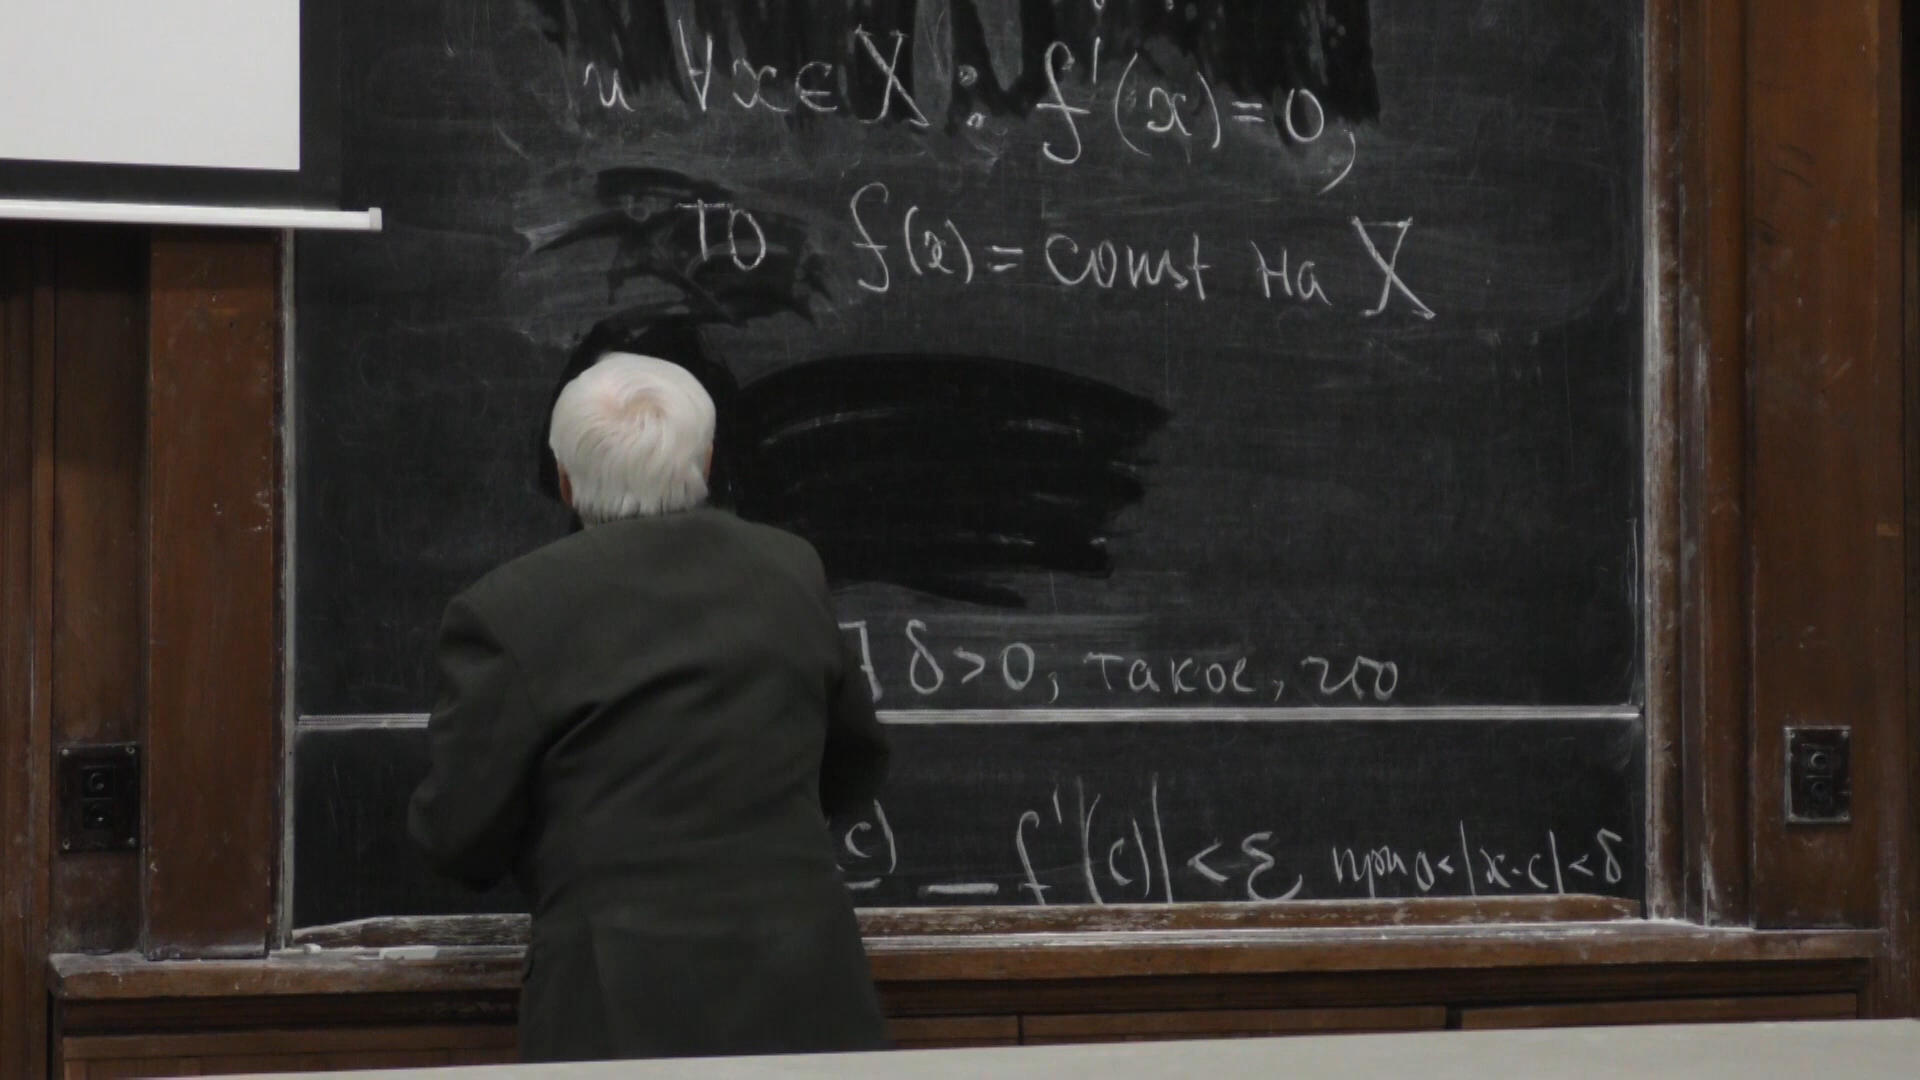 и ∀x∈X : f'(x)=0,
то f(x)=const на X
∃ δ>0, такое, что
(c) — f'(c)| < ε при 0<|x-c|<δ